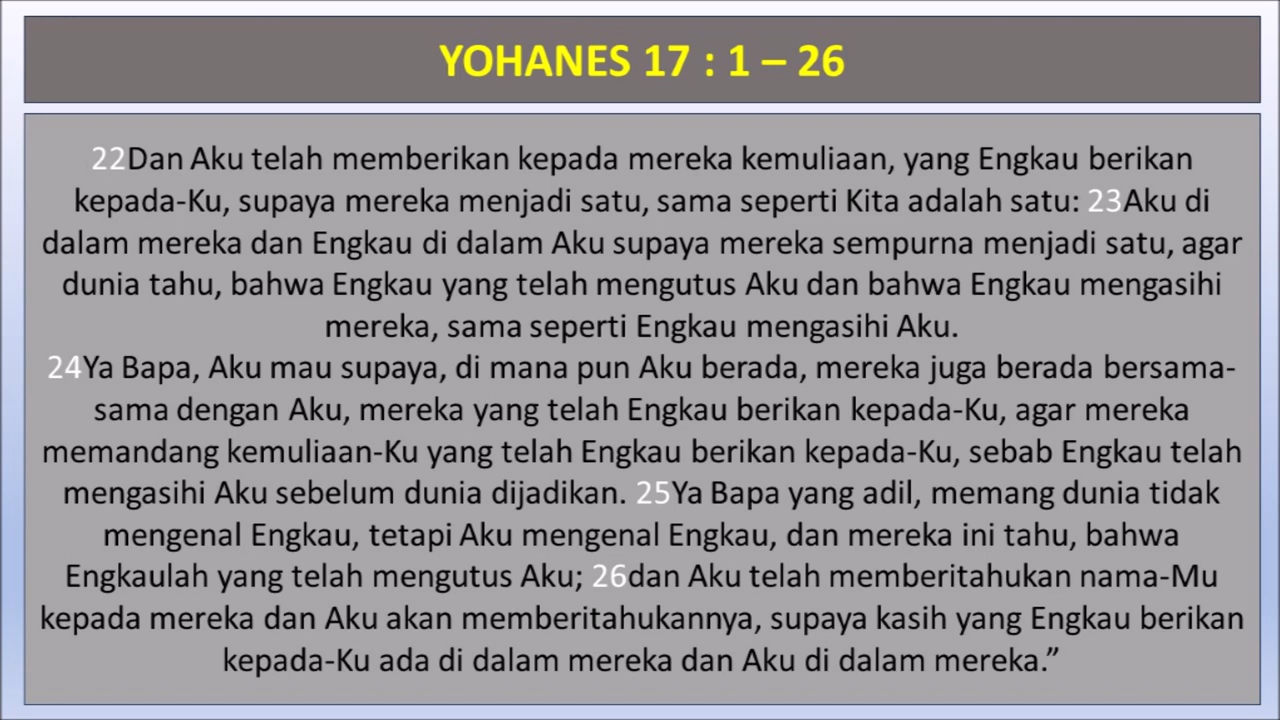 YOHANES 17 : 1 – 26
22Dan Aku telah memberikan kepada mereka kemuliaan, yang Engkau berikan
kepada-Ku, supaya mereka menjadi satu, sama seperti Kita adalah satu: 23Aku di
dalam mereka dan Engkau di dalam Aku supaya mereka sempurna menjadi satu, agar
dunia tahu, bahwa Engkau yang telah mengutus Aku dan bahwa Engkau mengasihi
mereka, sama seperti Engkau mengasihi Aku.
24Ya Bapa, Aku mau supaya, di mana pun Aku berada, mereka juga berada bersama-
sama dengan Aku, mereka yang telah Engkau berikan kepada-Ku, agar mereka
memandang kemuliaan-Ku yang telah Engkau berikan kepada-Ku, sebab Engkau telah
mengasihi Aku sebelum dunia dijadikan. 25Ya Bapa yang adil, memang dunia tidak
mengenal Engkau, tetapi Aku mengenal Engkau, dan mereka ini tahu, bahwa
Engkaulah yang telah mengutus Aku; 26dan Aku telah memberitahukan nama-Mu
kepada mereka dan Aku akan memberitahukannya, supaya kasih yang Engkau berikan
kepada-Ku ada di dalam mereka dan Aku di dalam mereka.”